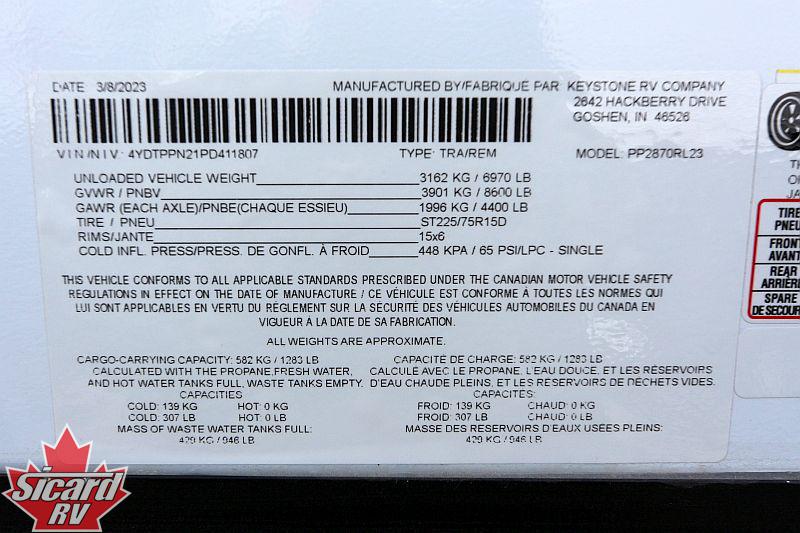 DATE 3/8/2023 MANUFACTURED BY/FABRIQUÉ PAR: KEYSTONE RV COMPANY
2642 HACKBERRY DRIVE
GOSHEN, IN 46526
VIN/NIV: 4YDTPPN21PD411807 TYPE: TRA/REM MODEL: PP2870RL23
UNLOADED VEHICLE WEIGHT 3162 KG / 6970 LB
GVWR / PNBV 3901 KG / 8600 LB
GAWR (EACH AXLE)/PNBE(CHAQUE ESSIEU) 1996 KG / 4400 LB
TIRE / PNEU ST225/75R15D
RIMS/JANTE 15x6
COLD INFL. PRESS/PRESS. DE GONFL. À FROID 448 KPA / 65 PSI/LPC - SINGLE
THIS VEHICLE CONFORMS TO ALL APPLICABLE STANDARDS PRESCRIBED UNDER THE CANADIAN MOTOR VEHICLE SAFETY
REGULATIONS IN EFFECT ON THE DATE OF MANUFACTURE / CE VÉHICULE EST CONFORME À TOUTES LES NORMES QUI
LUI SONT APPLICABLES EN VERTU DU RÈGLEMENT SUR LA SÉCURITÉ DES VÉHICULES AUTOMOBILES DU CANADA EN
VIGUEUR À LA DATE DE SA FABRICATION.
ALL WEIGHTS ARE APPROXIMATE.
CARGO-CARRYING CAPACITY: 582 KG / 1283 LB CAPACITÉ DE CHARGE: 582 KG / 1283 LB
CALCULATED WITH THE PROPANE, FRESH WATER, CALCULÉ AVEC LE PROPANE, L'EAU DOUCE, ET LES RÉSERVOIRS
AND HOT WATER TANKS FULL, WASTE TANKS EMPTY. D'EAU CHAUDE PLEINS, ET LES RESERVOIRS DE DÉCHETS VIDES.
CAPACITIES CAPACITES:
COLD: 139 KG HOT: 0 KG FROID: 139 KG CHAUD: 0 KG
COLD: 307 LB HOT: 0 LB FROID: 307 LB CHAUD: 0 LB
MASS OF WASTE WATER TANKS FULL: MASSE DES RESERVOIRS D'EAU USÉES PLEINS:
429 KG / 946 LB 429 KG / 946 LB
TIRE
PNEU
FRONT
AVANT
REAR
ARRIÈRE
SPARE
DE SECOUR
Sicard
RV